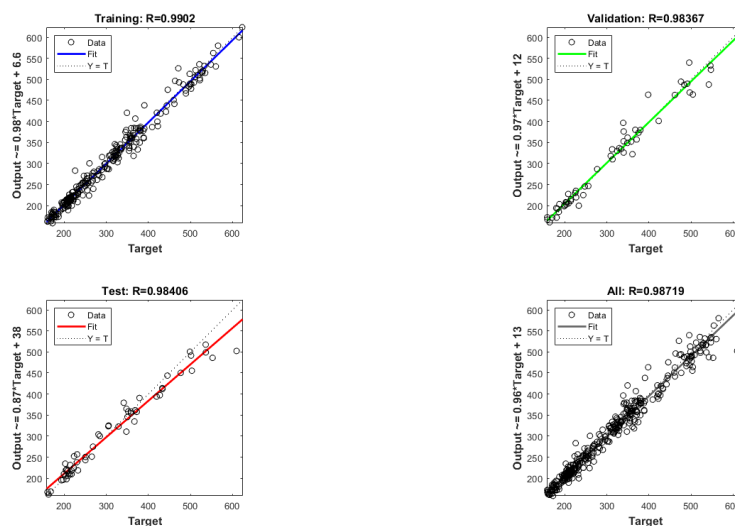 Training: R=0.9902
Output ~= 0.98*Target + 6.6
600
550
500
450
400
350
300
250
200
Data
Fit
Y = T
200 300 400 500 600
Target
Validation: R=0.98367
Output ~= 0.97*Target + 12
600
550
500
450
400
350
300
250
200
Data
Fit
Y = T
200 300 400 500 600
Target
Test: R=0.98406
Output ~= 0.87*Target + 38
600
550
500
450
400
350
300
250
200
Data
Fit
Y = T
200 300 400 500 600
Target
All: R=0.98719
Output ~= 0.96*Target + 13
600
550
500
450
400
350
300
250
200
Data
Fit
Y = T
200 300 400 500 600
Target